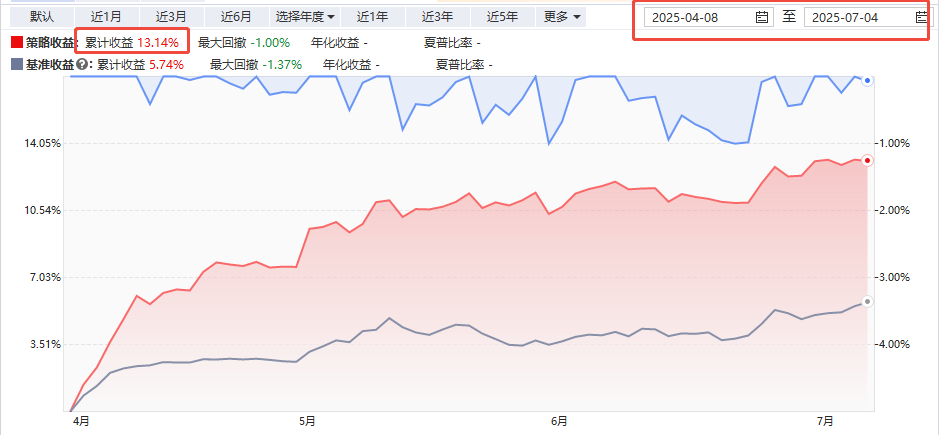 默认 近1月 近3月 近6月 选择年度 近1年 近3年 近5年 更多 2025-04-08 至 2025-07-04
策略收益: 累计收益 13.14% 最大回撤 -1.00% 年化收益 - 夏普比率 -
基准收益?: 累计收益 5.74% 最大回撤 -1.37% 年化收益 - 夏普比率 -
14.05% -1.00%
10.54% -2.00%
7.03% -3.00%
3.51% -4.00%
4月 5月 6月 7月